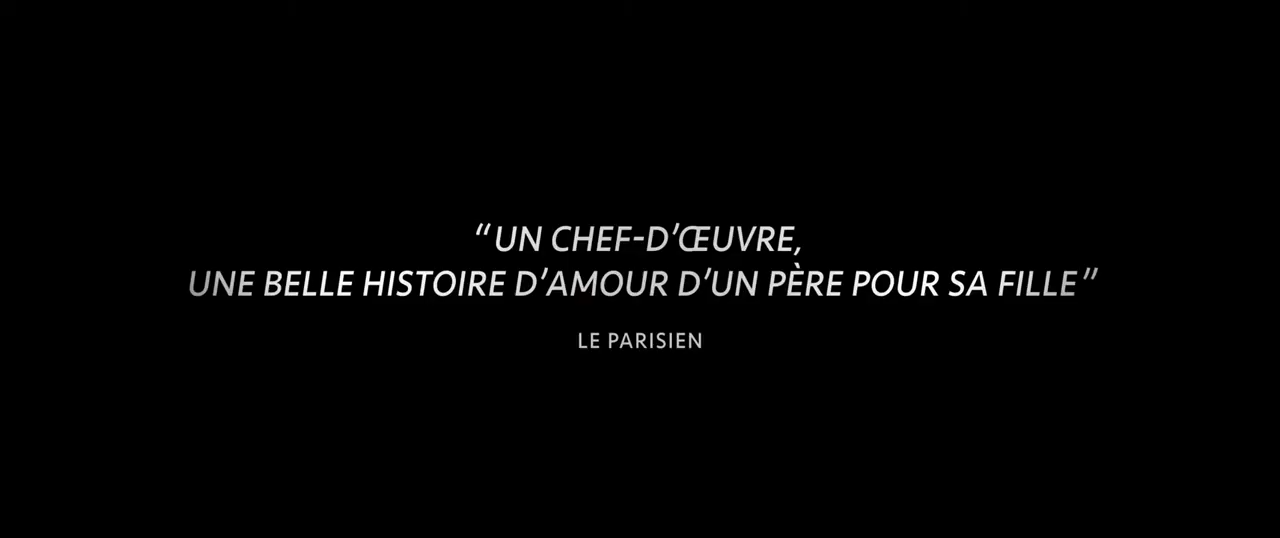 “UN CHEF-D’ŒUVRE,
UNE BELLE HISTOIRE D’AMOUR D’UN PÈRE POUR SA FILLE”
LE PARISIEN